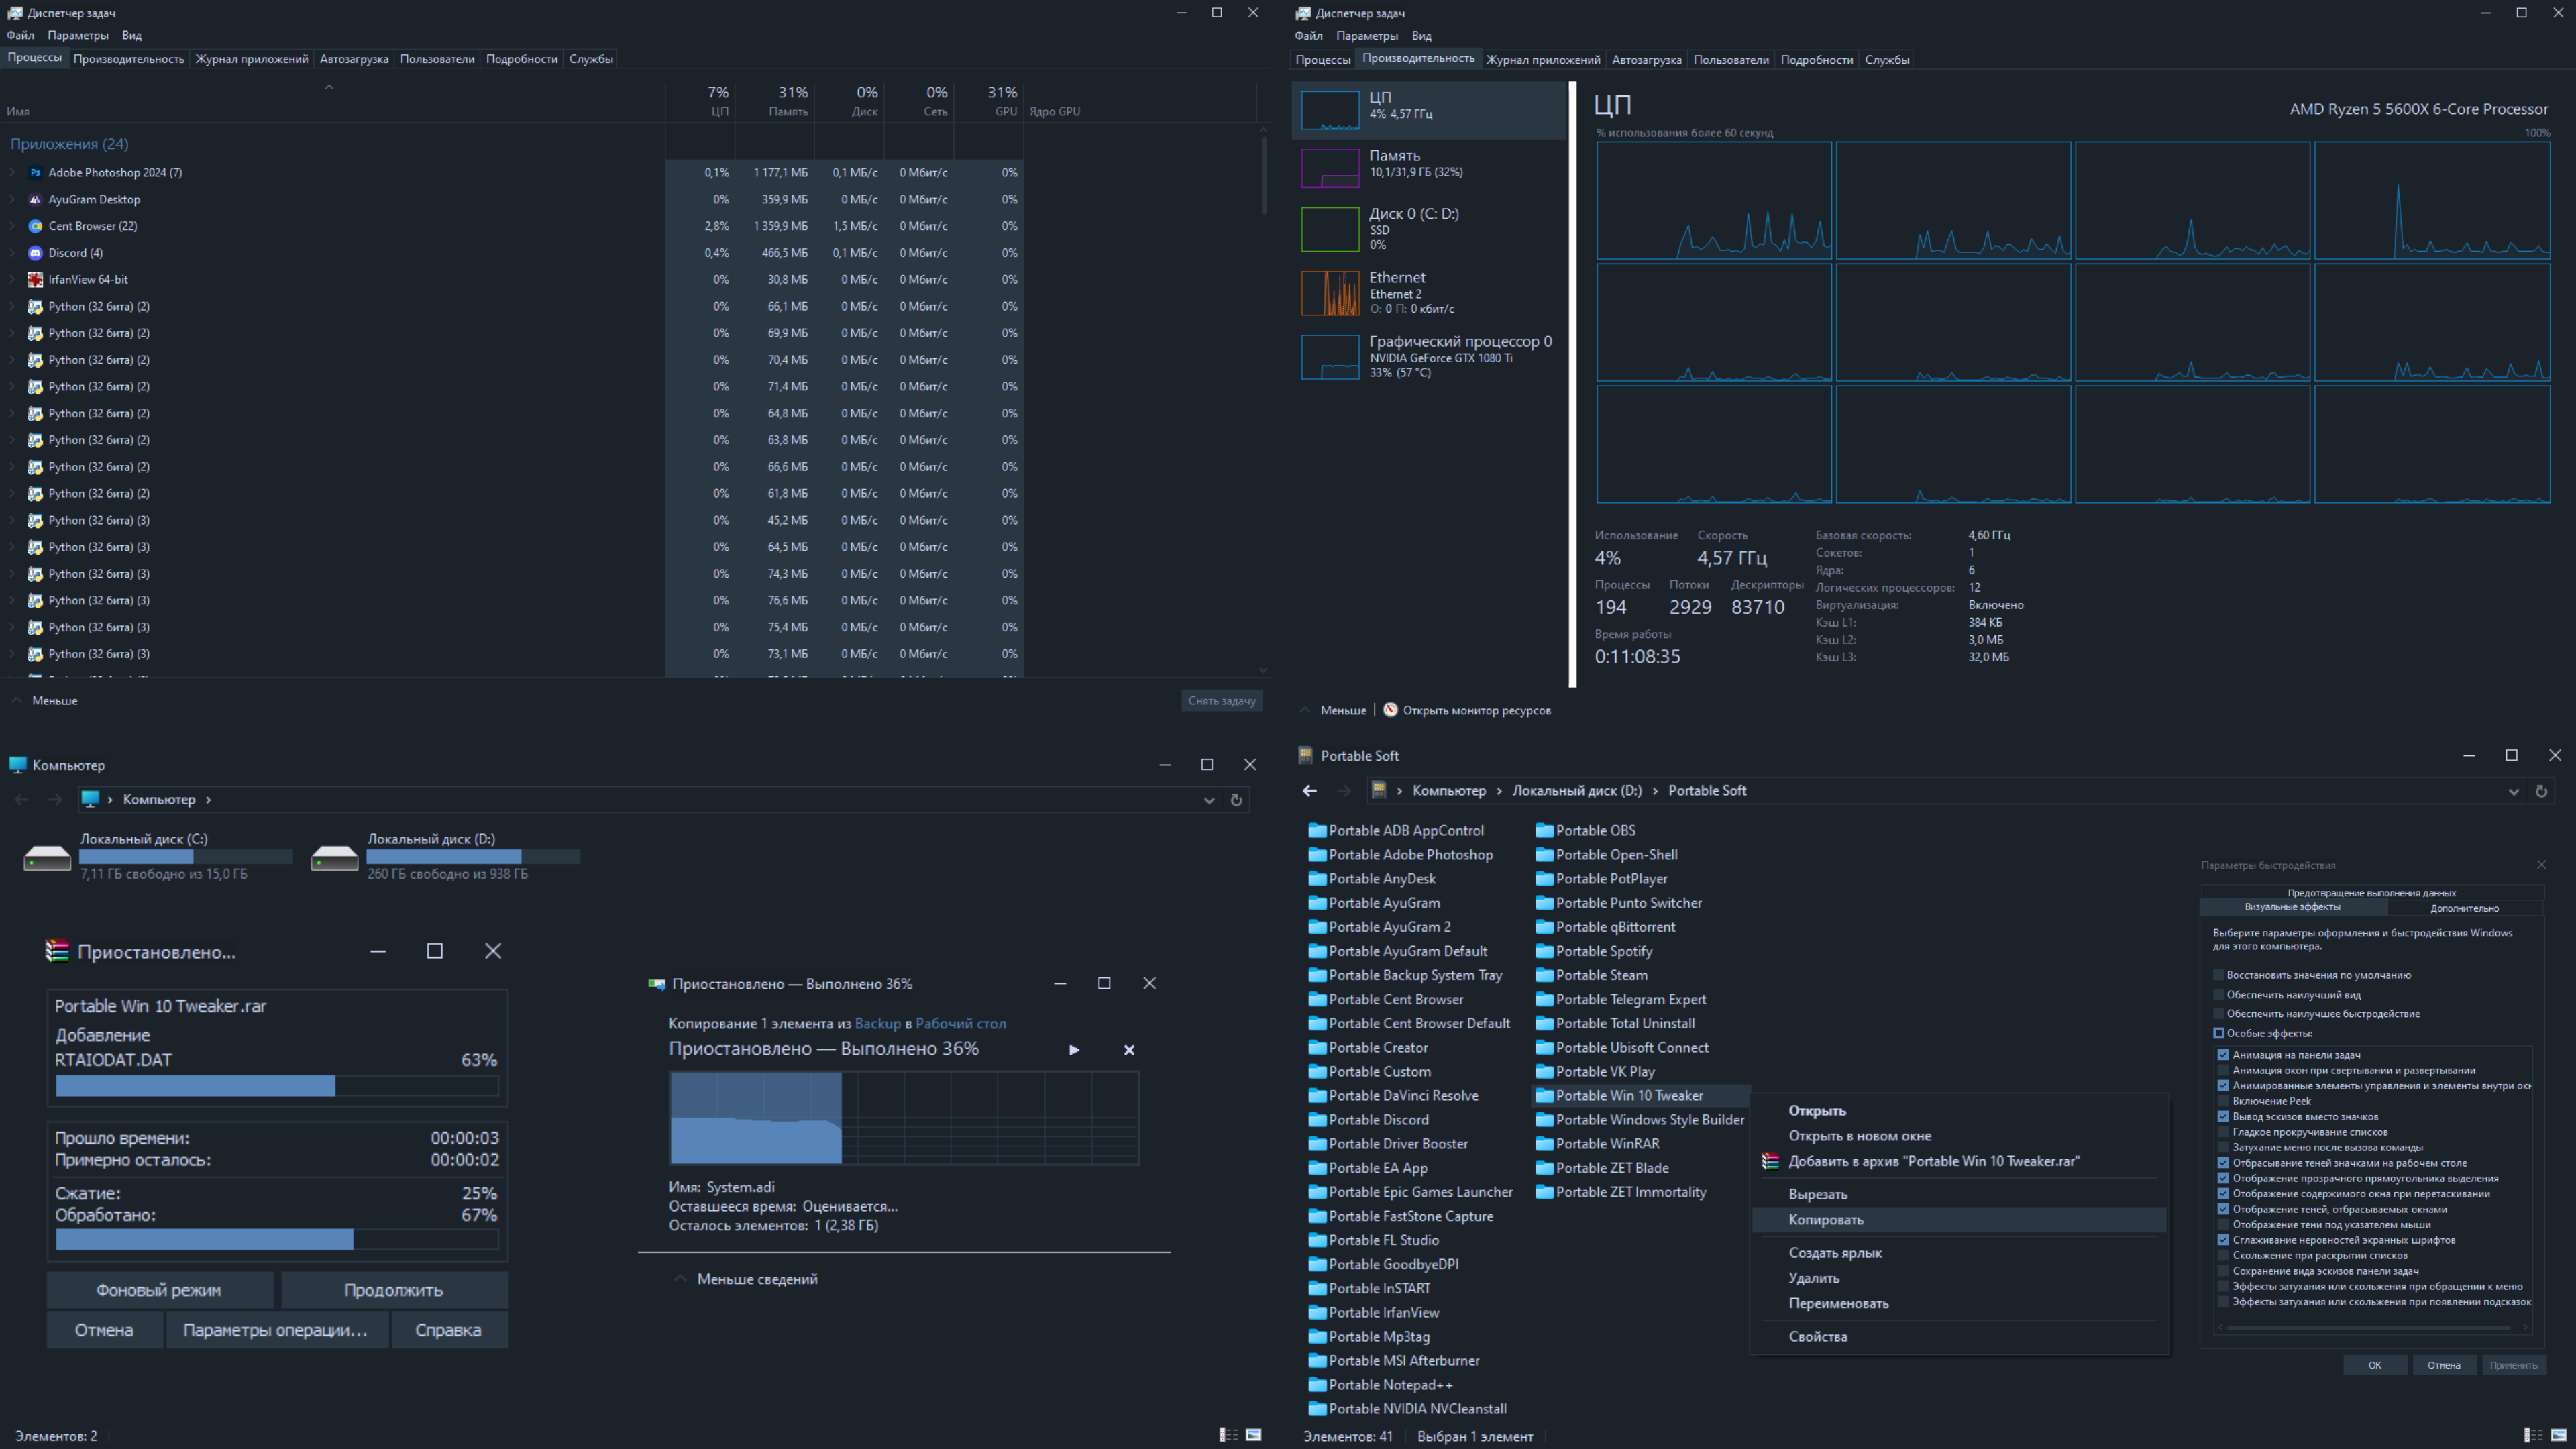 Диспетчер задач
Файл Параметры Вид
Процессы Производительность Журнал приложений Автозагрузка Пользователи Подробности Службы
7% 31% 0% 0% 31%
Имя ЦП Память Диск Сеть GPU Ядро GPU
Приложения (24)
Adobe Photoshop 2024 (7) 0,1% 1 177,1 МБ 0,1 МБ/с 0 Мбит/с 0%
AyuGram Desktop 0% 359,9 МБ 0 МБ/с 0 Мбит/с 0%
Cent Browser (22) 2,8% 1 359,9 МБ 1,5 МБ/с 0 Мбит/с 0%
Discord (4) 0,4% 466,5 МБ 0,1 МБ/с 0 Мбит/с 0%
IrfanView 64-bit 0% 30,8 МБ 0 МБ/с 0 Мбит/с 0%
Python (32 бита) (2) 0% 66,1 МБ 0 МБ/с 0 Мбит/с 0%
Python (32 бита) (2) 0% 69,9 МБ 0 МБ/с 0 Мбит/с 0%
Python (32 бита) (2) 0% 70,4 МБ 0 МБ/с 0 Мбит/с 0%
Python (32 бита) (2) 0% 71,4 МБ 0 МБ/с 0 Мбит/с 0%
Python (32 бита) (2) 0% 64,8 МБ 0 МБ/с 0 Мбит/с 0%
Python (32 бита) (2) 0% 63,8 МБ 0 МБ/с 0 Мбит/с 0%
Python (32 бита) (2) 0% 66,6 МБ 0 МБ/с 0 Мбит/с 0%
Python (32 бита) (2) 0% 61,8 МБ 0 МБ/с 0 Мбит/с 0%
Python (32 бита) (3) 0% 45,2 МБ 0 МБ/с 0 Мбит/с 0%
Python (32 бита) (3) 0% 64,5 МБ 0 МБ/с 0 Мбит/с 0%
Python (32 бита) (3) 0% 74,3 МБ 0 МБ/с 0 Мбит/с 0%
Python (32 бита) (3) 0% 76,6 МБ 0 МБ/с 0 Мбит/с 0%
Python (32 бита) (3) 0% 75,4 МБ 0 МБ/с 0 Мбит/с 0%
Python (32 бита) (3) 0% 73,1 МБ 0 МБ/с 0 Мбит/с 0%
Меньше Снять задачу
Диспетчер задач
Файл Параметры Вид
Процессы Производительность Журнал приложений Автозагрузка Пользователи Подробности Службы
ЦП
4% 4,57 ГГц
Память
10,1/31,9 ГБ (32%)
Диск 0 (C: D:)
SSD
0%
Ethernet
Ethernet 2
О: 0 П: 0 кбит/с
Графический процессор 0
NVIDIA GeForce GTX 1080 Ti
33% (57 °C)
ЦП AMD Ryzen 5 5600X 6-Core Processor
% использования более 60 секунд 100%
Использование Скорость
4% 4,57 ГГц
Процессы Потоки Дескрипторы
194 2929 83710
Время работы
0:11:08:35
Базовая скорость: 4,60 ГГц
Сокетов: 1
Ядра: 6
Логических процессоров: 12
Виртуализация: Включено
Кэш L1: 384 КБ
Кэш L2: 3,0 МБ
Кэш L3: 32,0 МБ
Меньше Открыть монитор ресурсов
Компьютер
Компьютер
Локальный диск (C:)
7,11 ГБ свободно из 15,0 ГБ
Локальный диск (D:)
260 ГБ свободно из 938 ГБ
Приостановлено...
Portable Win 10 Tweaker.rar
Добавление
RTAIODAT.DAT 63%
Прошло времени: 00:00:03
Примерно осталось: 00:00:02
Сжатие: 25%
Обработано: 67%
Фоновый режим Продолжить
Отмена Параметры операции... Справка
Приостановлено — Выполнено 36%
Копирование 1 элемента из Backup в Рабочий стол
Приостановлено — Выполнено 36%
Имя: System.adi
Оставшееся время: Оценивается...
Осталось элементов: 1 (2,38 ГБ)
Меньше сведений
Элементов: 2
Portable Soft
Компьютер Локальный диск (D:) Portable Soft
Portable ADB AppControl
Portable Adobe Photoshop
Portable AnyDesk
Portable AyuGram
Portable AyuGram 2
Portable AyuGram Default
Portable Backup System Tray
Portable Cent Browser
Portable Cent Browser Default
Portable Creator
Portable Custom
Portable DaVinci Resolve
Portable Discord
Portable Driver Booster
Portable EA App
Portable Epic Games Launcher
Portable FastStone Capture
Portable FL Studio
Portable GoodbyeDPI
Portable InSTART
Portable IrfanView
Portable Mp3tag
Portable MSI Afterburner
Portable Notepad++
Portable NVIDIA NVCleanstall
Portable OBS
Portable Open-Shell
Portable PotPlayer
Portable Punto Switcher
Portable qBittorrent
Portable Spotify
Portable Steam
Portable Telegram Expert
Portable Total Uninstall
Portable Ubisoft Connect
Portable VK Play
Portable Win 10 Tweaker
Portable Windows Style Builder
Portable WinRAR
Portable ZET Blade
Portable ZET Immortality
Открыть
Открыть в новом окне
Добавить в архив "Portable Win 10 Tweaker.rar"
Вырезать
Копировать
Создать ярлык
Удалить
Переименовать
Свойства
Параметры быстродействия
Предотвращение выполнения данных
Визуальные эффекты Дополнительно
Выберите параметры оформления и быстродействия Windows
для этого компьютера.
Восстановить значения по умолчанию
Обеспечить наилучший вид
Обеспечить наилучшее быстродействие
Особые эффекты:
Анимация на панели задач
Анимация окон при свертывании и развертывании
Анимированные элементы управления и элементы внутри окн
Включение Peek
Вывод эскизов вместо значков
Гладкое прокручивание списков
Затухание меню после вызова команды
Отбрасывание теней значками на рабочем столе
Отображение прозрачного прямоугольника выделения
Отображение содержимого окна при перетаскивании
Отображение теней, отбрасываемых окнами
Отображение тени под указателем мыши
Сглаживание неровностей экранных шрифтов
Скольжение при раскрытии списков
Сохранение вида эскизов панели задач
Эффекты затухания или скольжения при обращении к меню
Эффекты затухания или скольжения при появлении подсказок
ОК Отмена Применить
Элементов: 41 Выбран 1 элемент